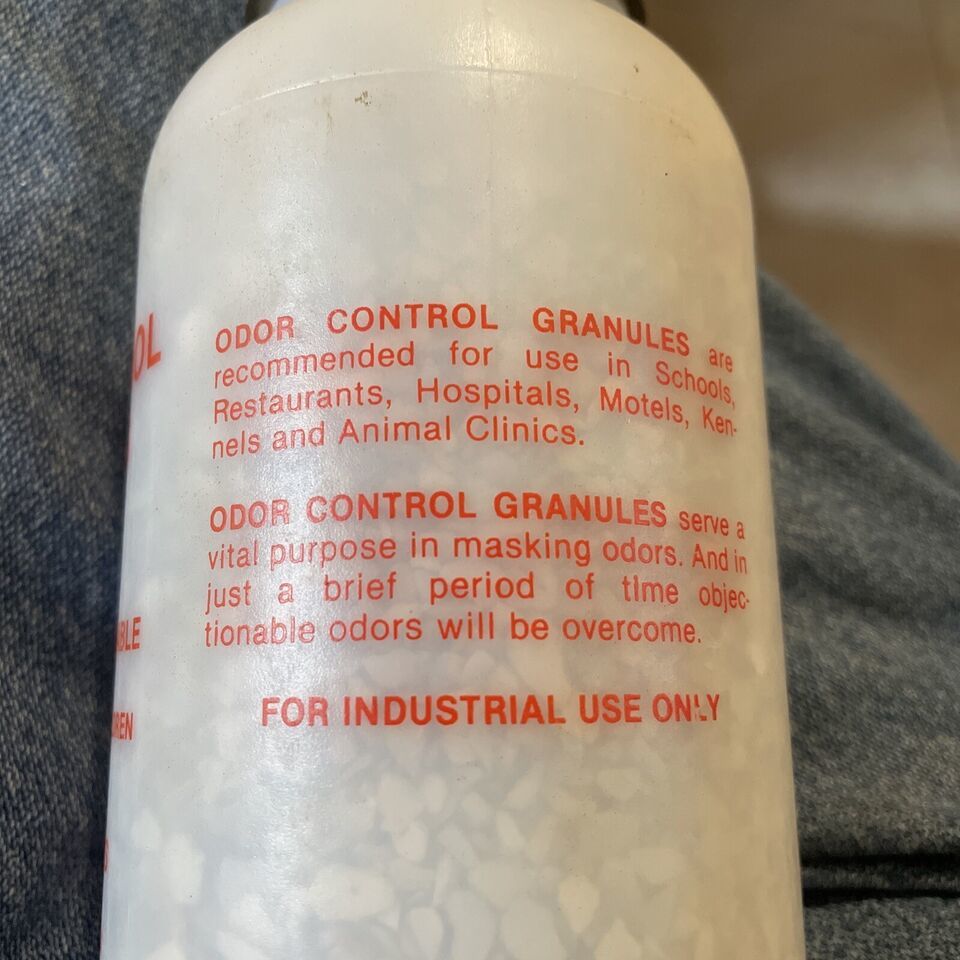 OL
ODOR CONTROL GRANULES are
recommended for use in Schools,
Restaurants, Hospitals, Motels, Ken-
nels and Animal Clinics.
ODOR CONTROL GRANULES serve a
vital purpose in masking odors. And in
just a brief period of time objec-
tionable odors will be overcome.
FOR INDUSTRIAL USE ONLY